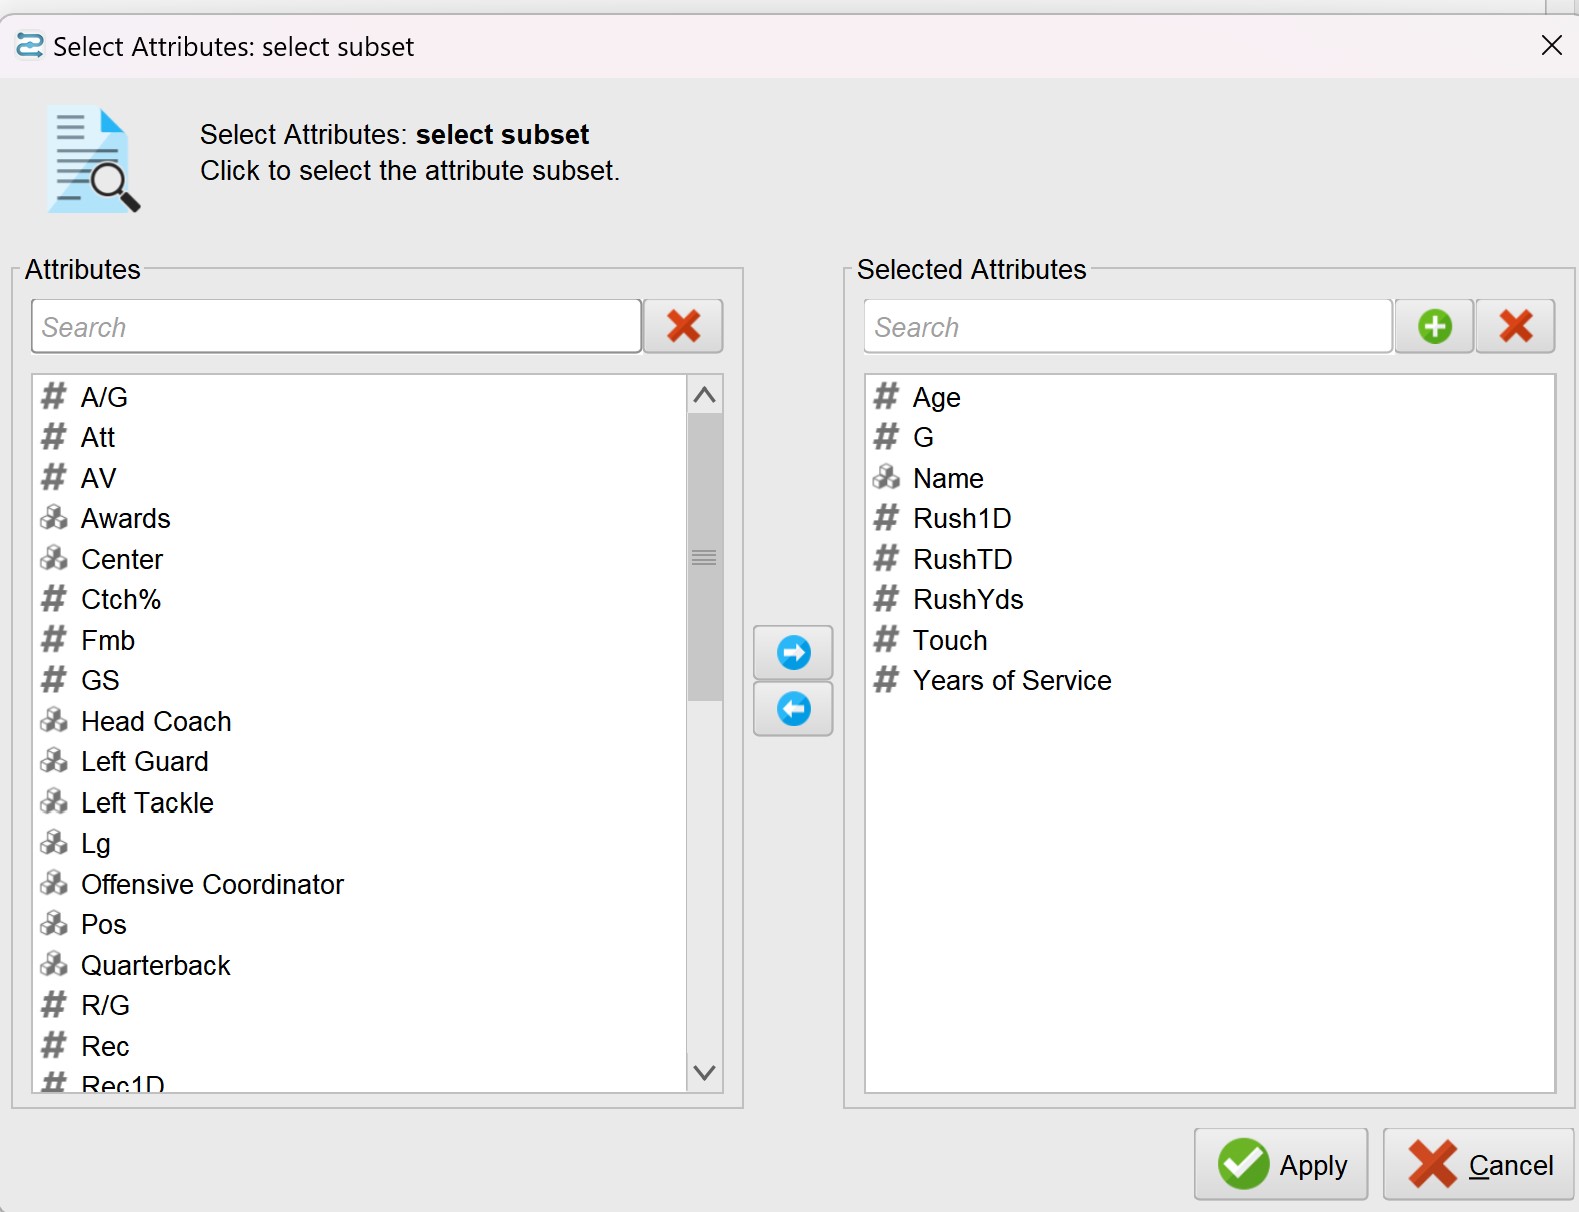 Select Attributes: select subset
Select Attributes: select subset
Click to select the attribute subset.
Attributes
Search
A/G
Att
AV
Awards
Center
Ctch%
Fmb
GS
Head Coach
Left Guard
Left Tackle
Lg
Offensive Coordinator
Pos
Quarterback
R/G
Rec
Rec1D
Selected Attributes
Search
Age
G
Name
Rush1D
RushTD
RushYds
Touch
Years of Service
Apply
Cancel